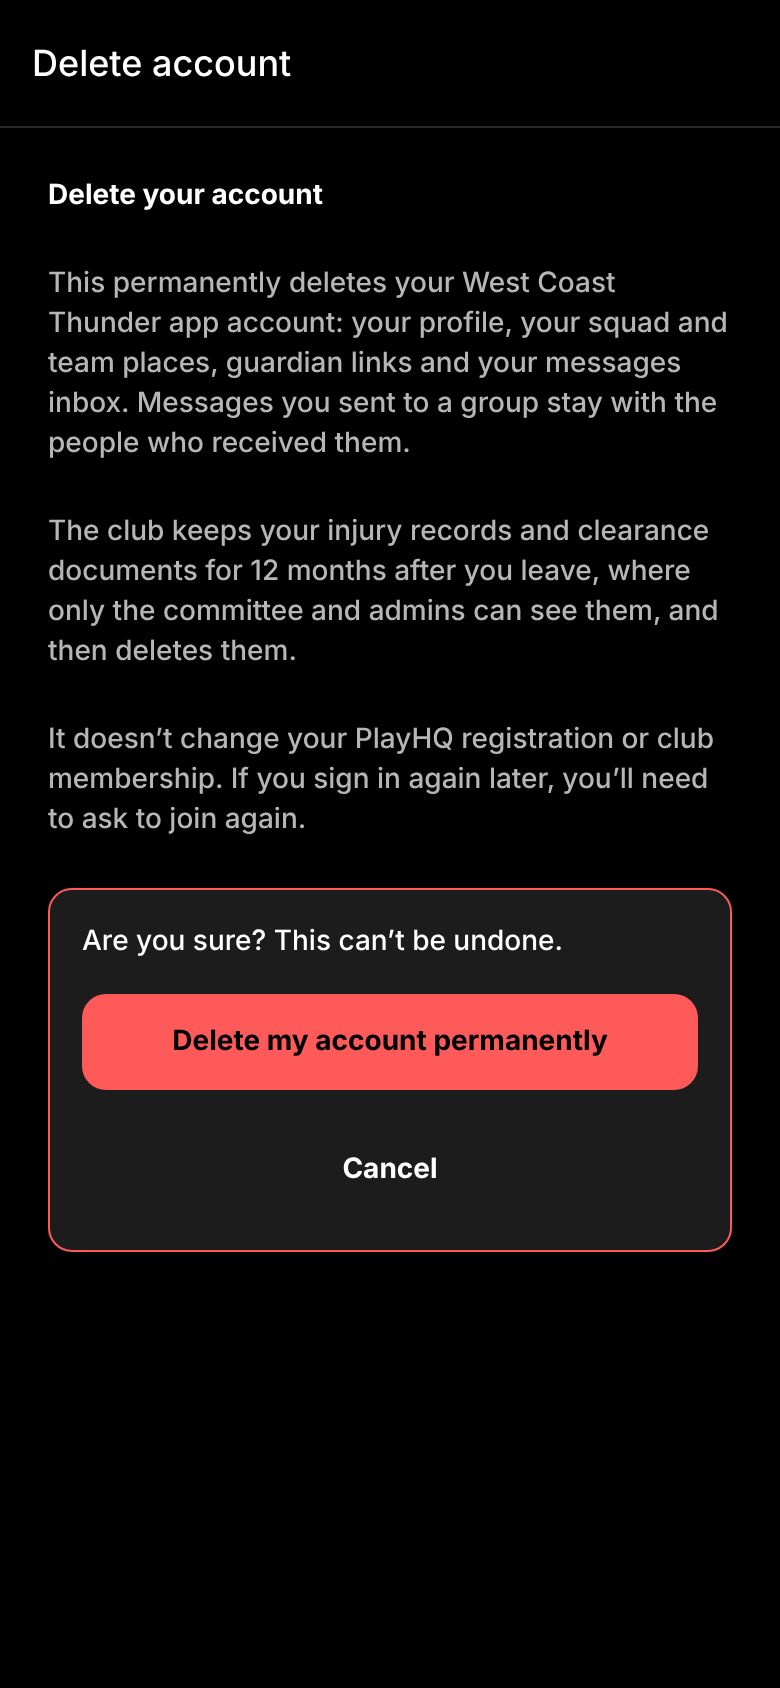 Delete account
Delete your account
This permanently deletes your West Coast
Thunder app account: your profile, your squad and
team places, guardian links and your messages
inbox. Messages you sent to a group stay with the
people who received them.
The club keeps your injury records and clearance
documents for 12 months after you leave, where
only the committee and admins can see them, and
then deletes them.
It doesn’t change your PlayHQ registration or club
membership. If you sign in again later, you’ll need
to ask to join again.
Are you sure? This can’t be undone.
Delete my account permanently
Cancel